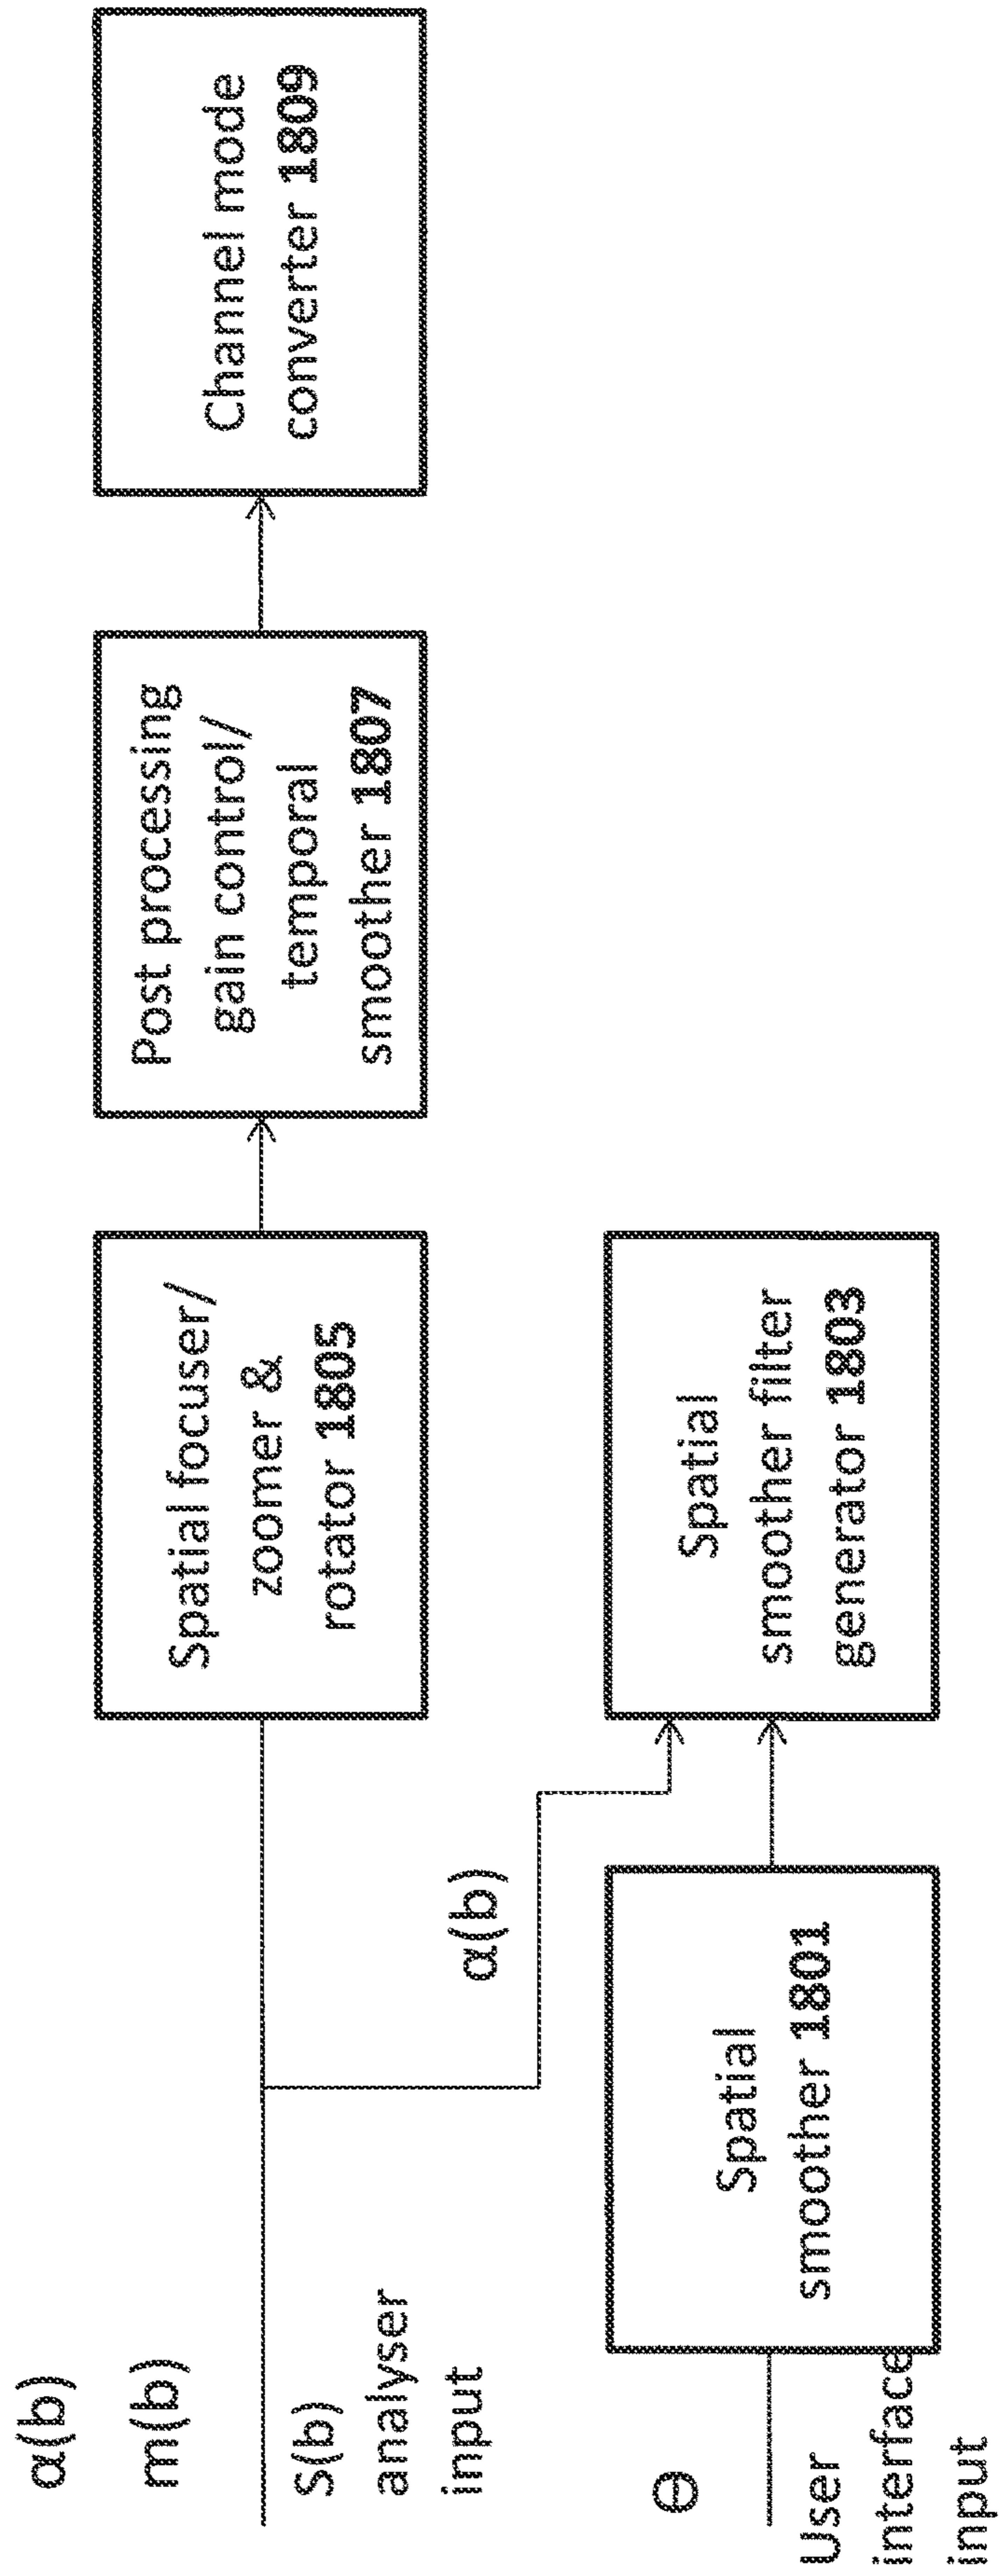 α(b)
m(b)
S(b)
analyser
input
α(b)
Spatial focuser/
zoomer &
rotator 1805
Post processing
gain control/
temporal
smoother 1807
Channel mode
converter 1809
Θ
User
interface
input
Spatial
smoother 1801
Spatial
smoother filter
generator 1803